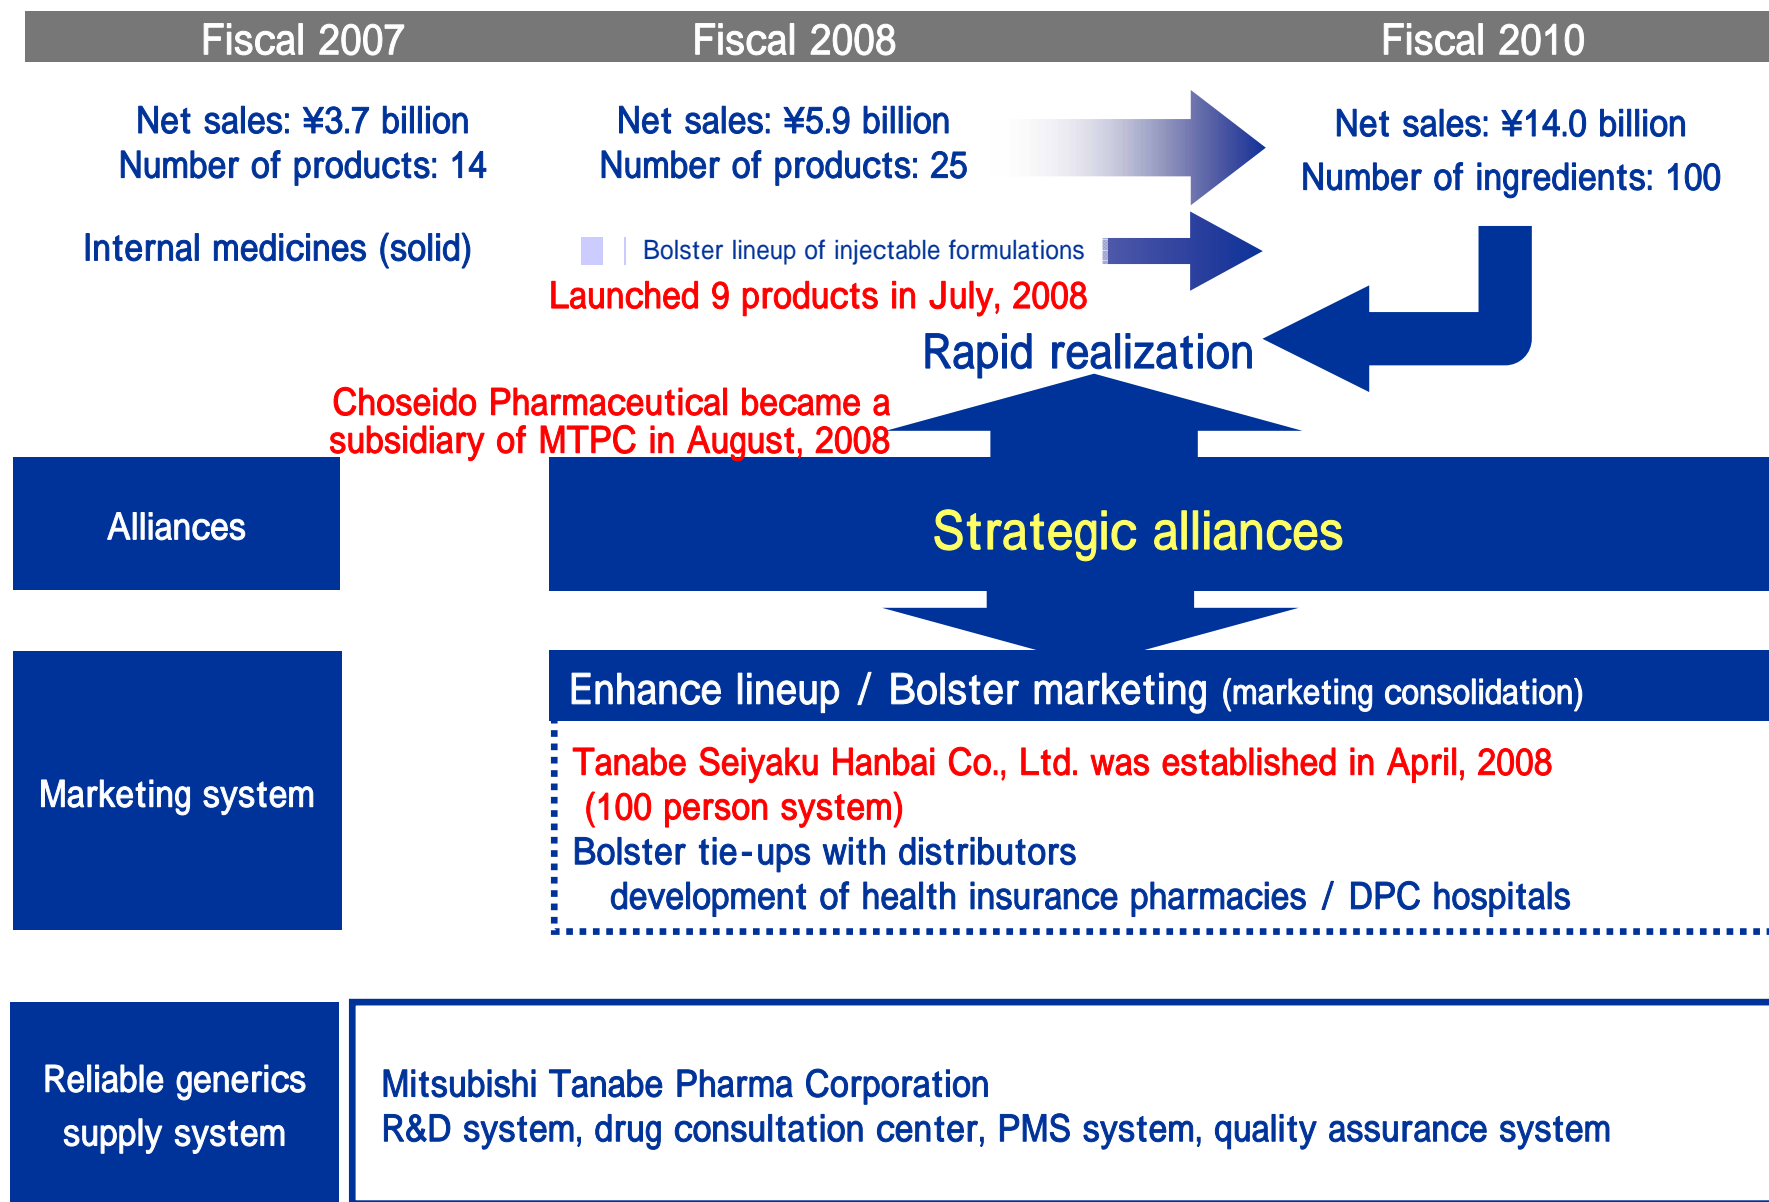 Fiscal 2007
Fiscal 2008
Fiscal 2010
Net sales: ¥3.7 billion
Number of products: 14
Net sales: ¥5.9 billion
Number of products: 25
Net sales: ¥14.0 billion
Number of ingredients: 100
Internal medicines (solid)
Bolster lineup of injectable formulations
Launched 9 products in July, 2008
Rapid realization
Choseido Pharmaceutical became a
subsidiary of MTPC in August, 2008
Alliances
Strategic alliances
Marketing system
Enhance lineup / Bolster marketing (marketing consolidation)
Tanabe Seiyaku Hanbai Co., Ltd. was established in April, 2008
(100 person system)
Bolster tie-ups with distributors
development of health insurance pharmacies / DPC hospitals
Reliable generics
supply system
Mitsubishi Tanabe Pharma Corporation
R&D system, drug consultation center, PMS system, quality assurance system